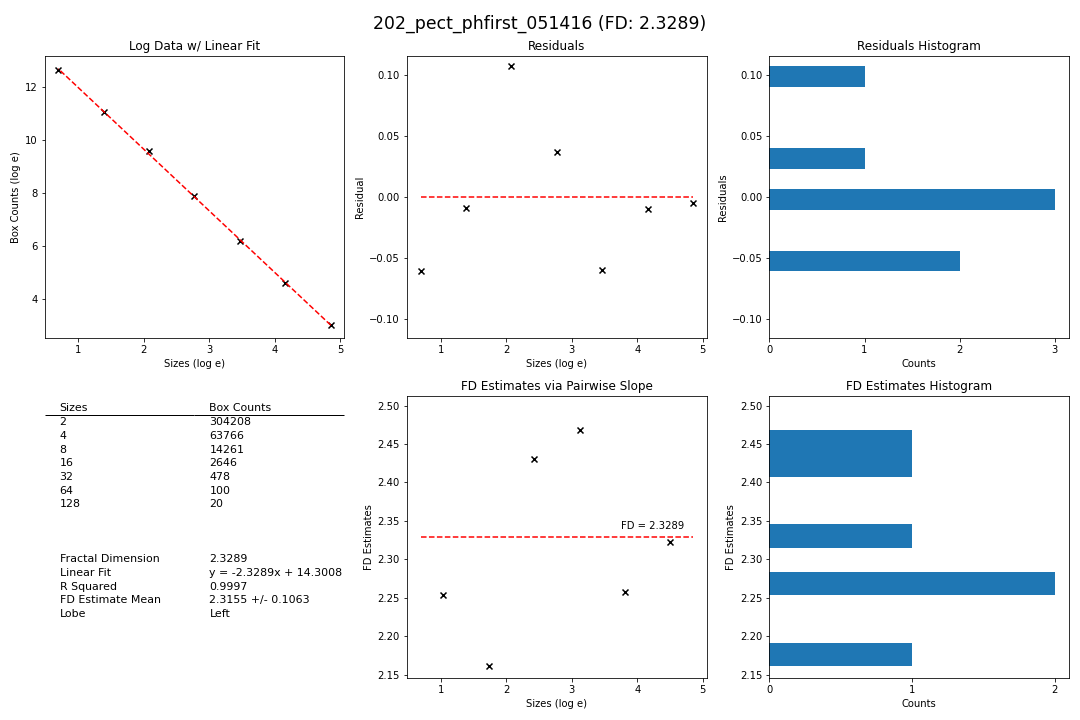 202_pect_phfirst_051416 (FD: 2.3289)
Log Data w/ Linear Fit
12
10
8
6
4
Box Counts (log e)
1 2 3 4 5
Sizes (log e)
Residuals
0.10
0.05
0.00
−0.05
−0.10
Residual
1 2 3 4 5
Sizes (log e)
Residuals Histogram
0.10
0.05
0.00
−0.05
−0.10
Residuals
0 1 2 3
Counts
Sizes Box Counts
2 304208
4 63766
8 14261
16 2646
32 478
64 100
128 20
Fractal Dimension 2.3289
Linear Fit y = -2.3289x + 14.3008
R Squared 0.9997
FD Estimate Mean 2.3155 +/- 0.1063
Lobe Left
FD Estimates via Pairwise Slope
2.50
2.45
2.40
2.35
2.30
2.25
2.20
2.15
FD Estimates
FD = 2.3289
1 2 3 4 5
Sizes (log e)
FD Estimates Histogram
2.50
2.45
2.40
2.35
2.30
2.25
2.20
2.15
FD Estimates
0 1 2
Counts